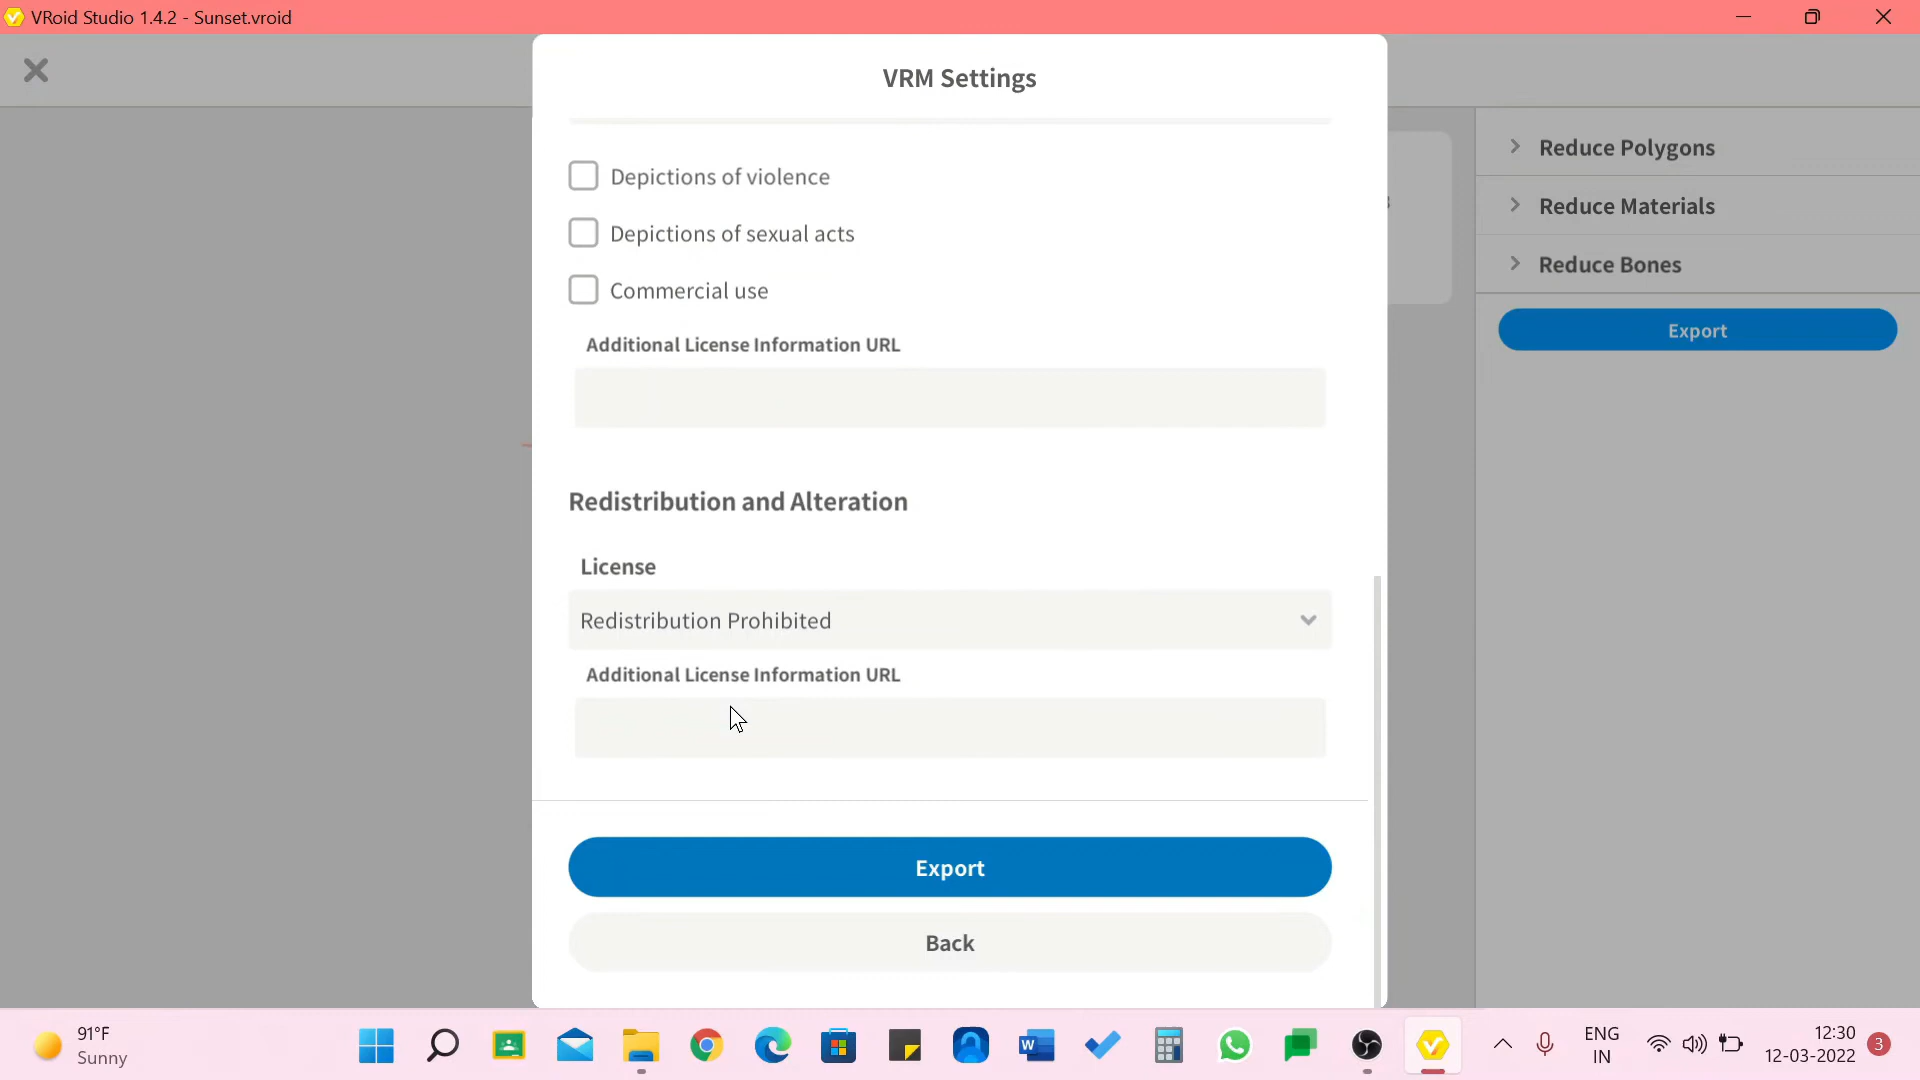 VRoid Studio 1.4.2 - Sunset.vroid
VRM Settings
Depictions of violence
Depictions of sexual acts
Commercial use
Additional License Information URL
Redistribution and Alteration
License
Redistribution Prohibited
Additional License Information URL
Export
Back
Reduce Polygons
Reduce Materials
Reduce Bones
Export
91°F
Sunny
W
ENG
IN
12:30
12-03-2022
3